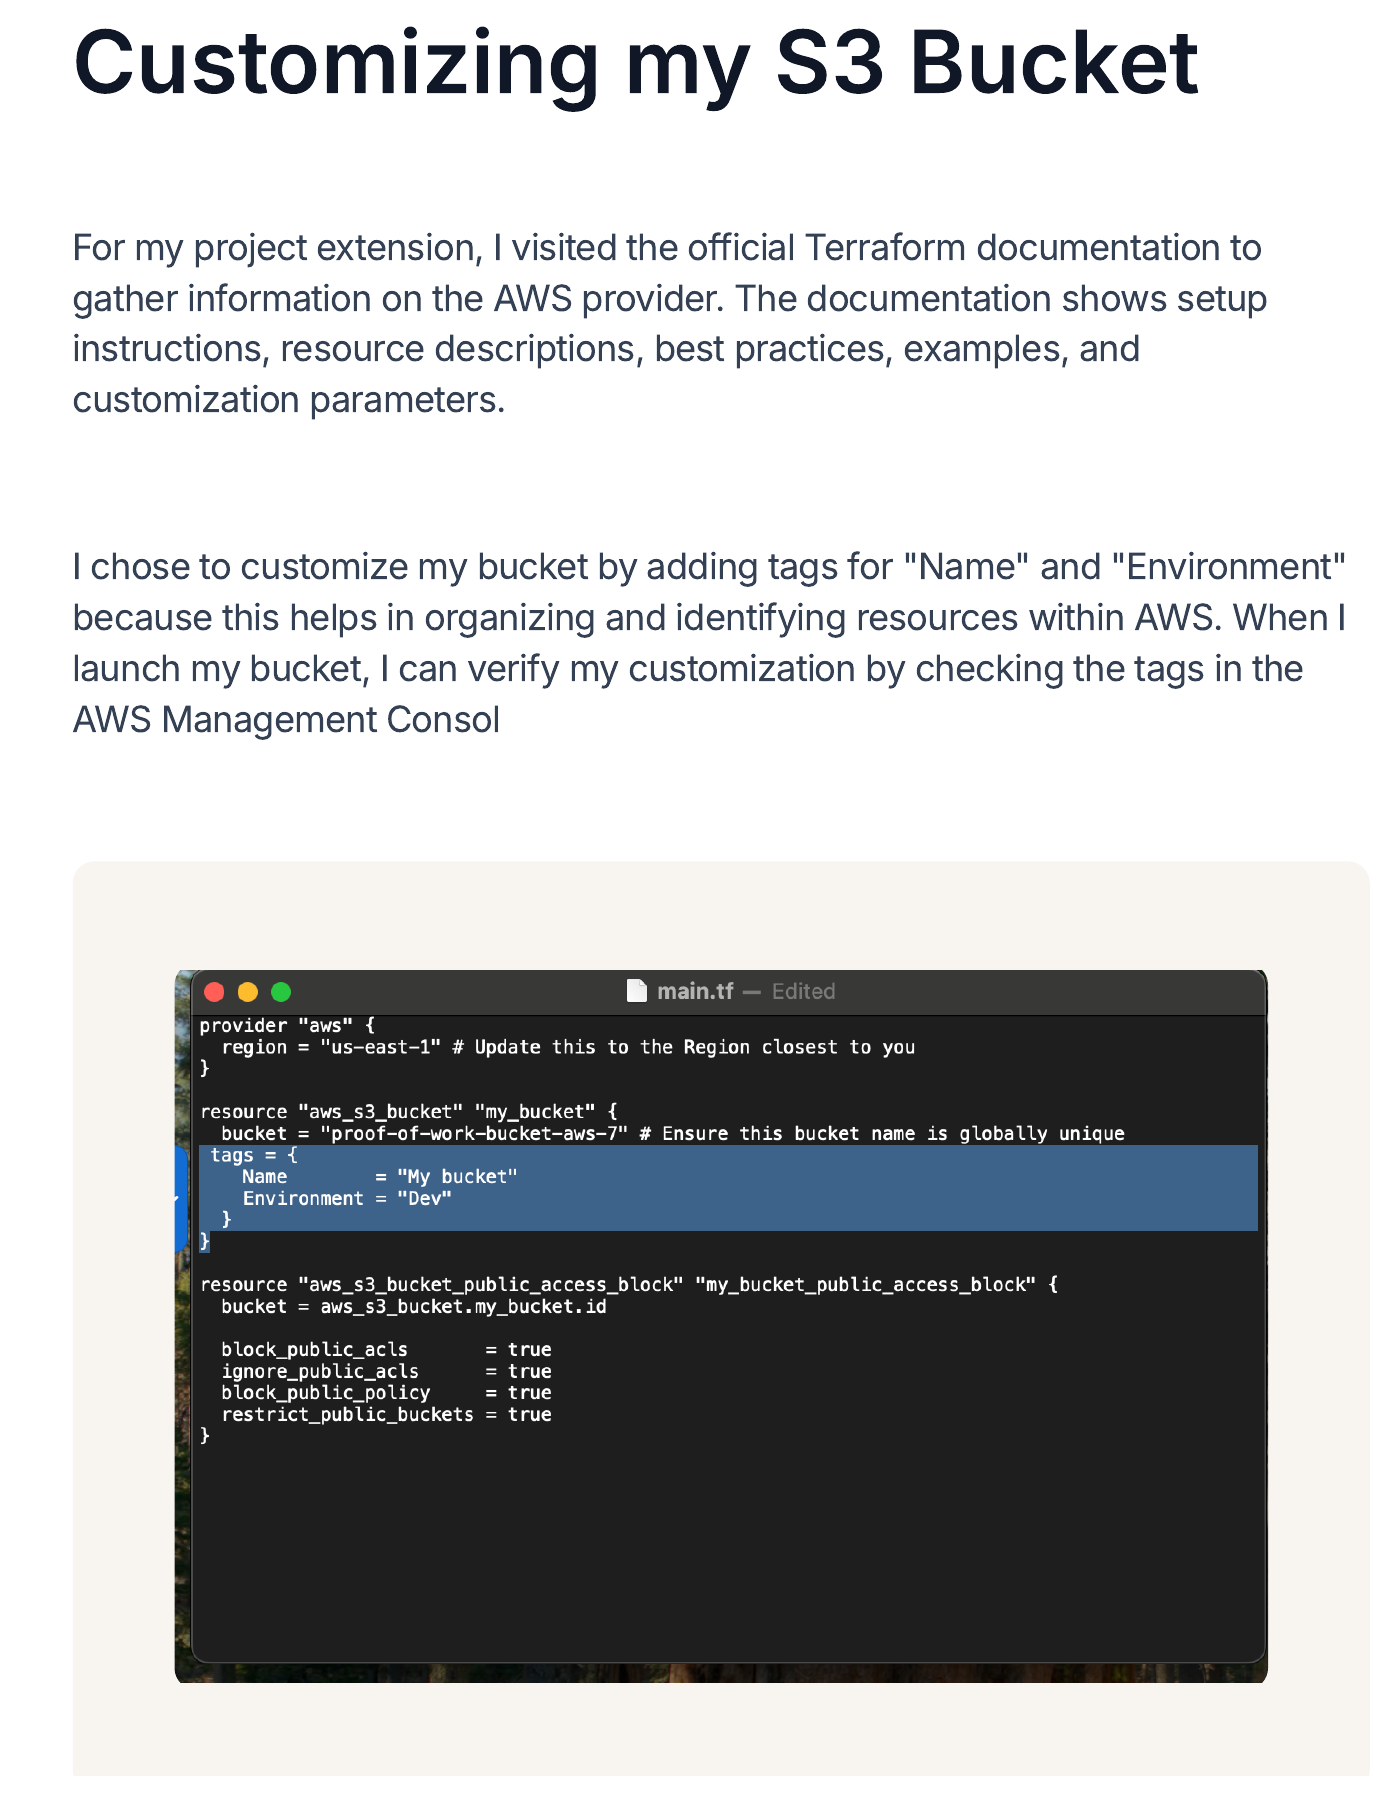 Customizing my S3 Bucket
For my project extension, I visited the official Terraform documentation to
gather information on the AWS provider. The documentation shows setup
instructions, resource descriptions, best practices, examples, and
customization parameters.
I chose to customize my bucket by adding tags for "Name" and "Environment"
because this helps in organizing and identifying resources within AWS. When I
launch my bucket, I can verify my customization by checking the tags in the
AWS Management Consol
main.tf — Edited
provider "aws" {
  region = "us-east-1" # Update this to the Region closest to you
}
resource "aws_s3_bucket" "my_bucket" {
  bucket = "proof-of-work-bucket-aws-7" # Ensure this bucket name is globally unique
 tags = {
    Name        = "My bucket"
    Environment = "Dev"
  }
}
resource "aws_s3_bucket_public_access_block" "my_bucket_public_access_block" {
  bucket = aws_s3_bucket.my_bucket.id
  block_public_acls       = true
  ignore_public_acls      = true
  block_public_policy     = true
  restrict_public_buckets = true
}